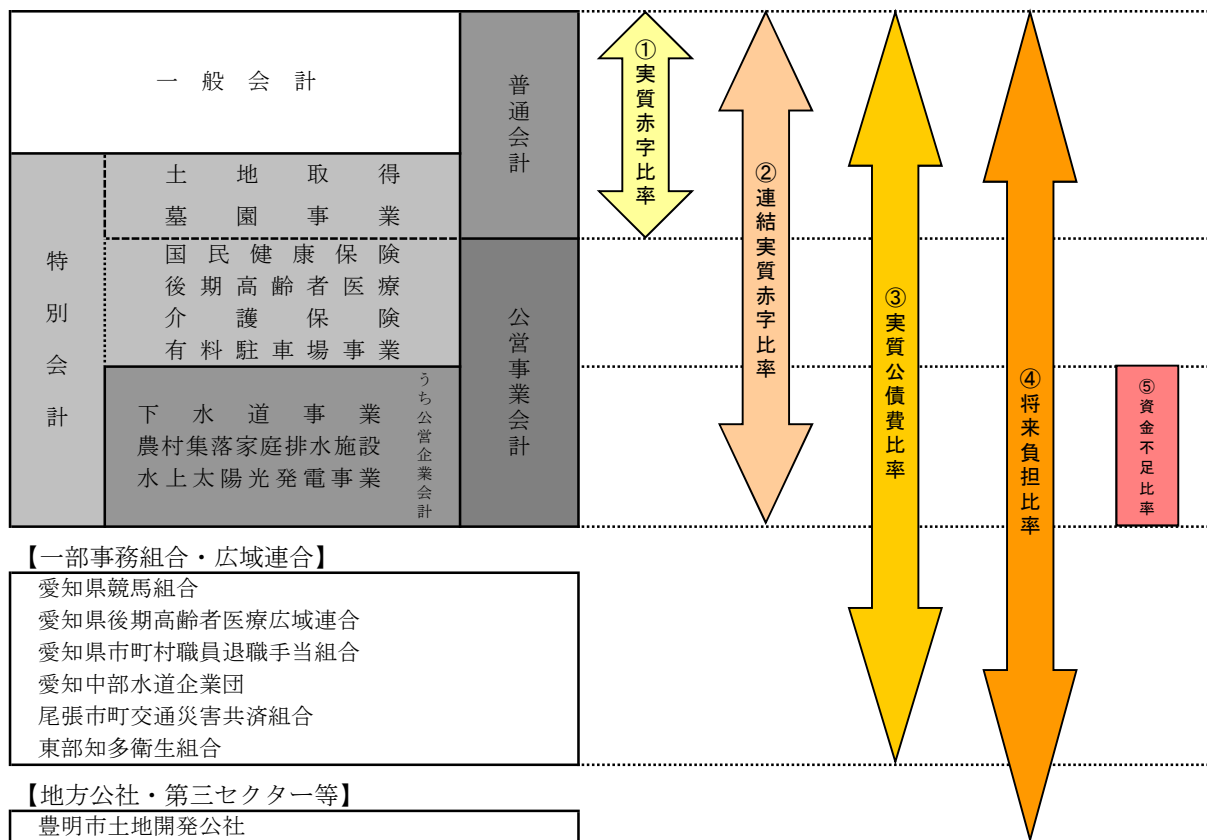 一般会計
普通会計
特別会計
土地取得
墓園事業
国民健康保険
後期高齢者医療
介護保険
有料駐車場事業
下水道事業
農村集落家庭排水施設
水上太陽光発電事業
うち公営企業会計
公営事業会計
①実質赤字比率
②連結実質赤字比率
③実質公債費比率
④将来負担比率
⑤資金不足比率
【一部事務組合・広域連合】
愛知県競馬組合
愛知県後期高齢者医療広域連合
愛知県市町村職員退職手当組合
愛知中部水道企業団
尾張市町交通災害共済組合
東部知多衛生組合
【地方公社・第三セクター等】
豊明市土地開発公社